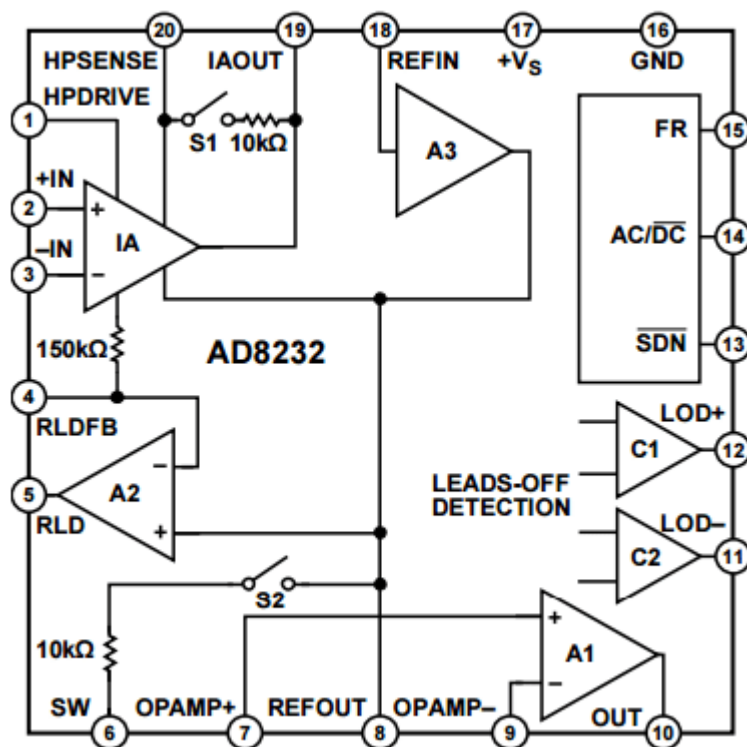 20 19 18 17 16
HPSENSE IAOUT REFIN +VS GND
HPDRIVE
1
S1 10kΩ
A3
FR 15
+IN
2
+ IA
AC/DC 14
–IN
3
–
150kΩ
AD8232
SDN 13
4
RLDFB
LOD+
C1 12
5
RLD
A2
–
+
LEADS-OFF
DETECTION
LOD–
C2 11
S2
10kΩ
+
A1
–
SW OPAMP+ REFOUT OPAMP– OUT
6 7 8 9 10